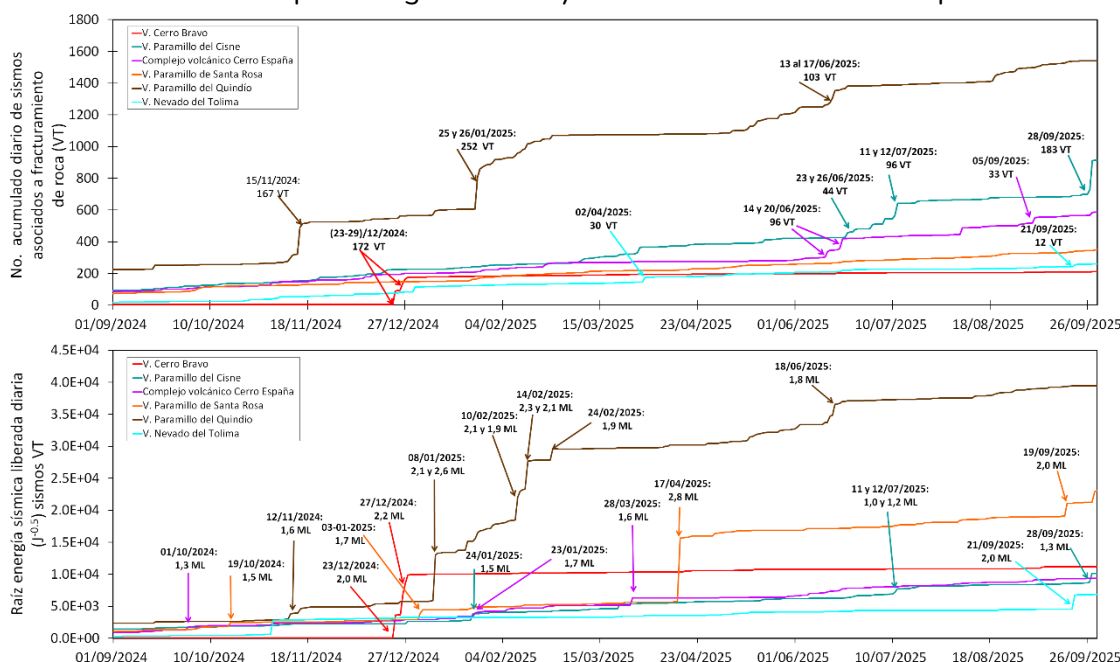 1800
1600
1400
1200
1000
800
600
400
200
0
No. acumulado diario de sismos
asociados a fracturamiento
de roca (VT)
V. Cerro Bravo
V. Paramillo del Cisne
Complejo volcánico Cerro España
V. Paramillo de Santa Rosa
V. Paramillo del Quindío
V. Nevado del Tolima
15/11/2024:
167 VT
25 y 26/01/2025:
252 VT
(23-29)/12/2024:
172 VT
02/04/2025:
30 VT
13 al 17/06/2025:
103 VT
14 y 20/06/2025:
96 VT
23 y 26/06/2025:
44 VT
11 y 12/07/2025:
96 VT
05/09/2025:
33 VT
28/09/2025:
183 VT
21/09/2025:
12 VT
01/09/2024 10/10/2024 18/11/2024 27/12/2024 04/02/2025 15/03/2025 23/04/2025 01/06/2025 10/07/2025 18/08/2025 26/09/2025
4.5E+04
4.0E+04
3.5E+04
3.0E+04
2.5E+04
2.0E+04
1.5E+04
1.0E+04
5.0E+03
0.0E+00
Raíz energía sísmica liberada diaria
(J^-0.5) sismos VT
V. Cerro Bravo
V. Paramillo del Cisne
Complejo volcánico Cerro España
V. Paramillo de Santa Rosa
V. Paramillo del Quindío
V. Nevado del Tolima
01/10/2024:
1,3 ML
19/10/2024:
1,5 ML
12/11/2024:
1,6 ML
23/12/2024:
2,0 ML
03-01-2025:
1,7 ML
27/12/2024:
2,2 ML
08/01/2025:
2,1 y 2,6 ML
24/01/2025:
1,5 ML
23/01/2025:
1,7 ML
10/02/2025:
2,1 y 1,9 ML
14/02/2025:
2,3 y 2,1 ML
24/02/2025:
1,9 ML
28/03/2025:
1,6 ML
17/04/2025:
2,8 ML
18/06/2025:
1,8 ML
11 y 12/07/2025:
1,0 y 1,2 ML
19/09/2025:
2,0 ML
21/09/2025:
2,0 ML
28/09/2025:
1,3 ML
01/09/2024 10/10/2024 18/11/2024 27/12/2024 04/02/2025 15/03/2025 23/04/2025 01/06/2025 10/07/2025 18/08/2025 26/09/2025